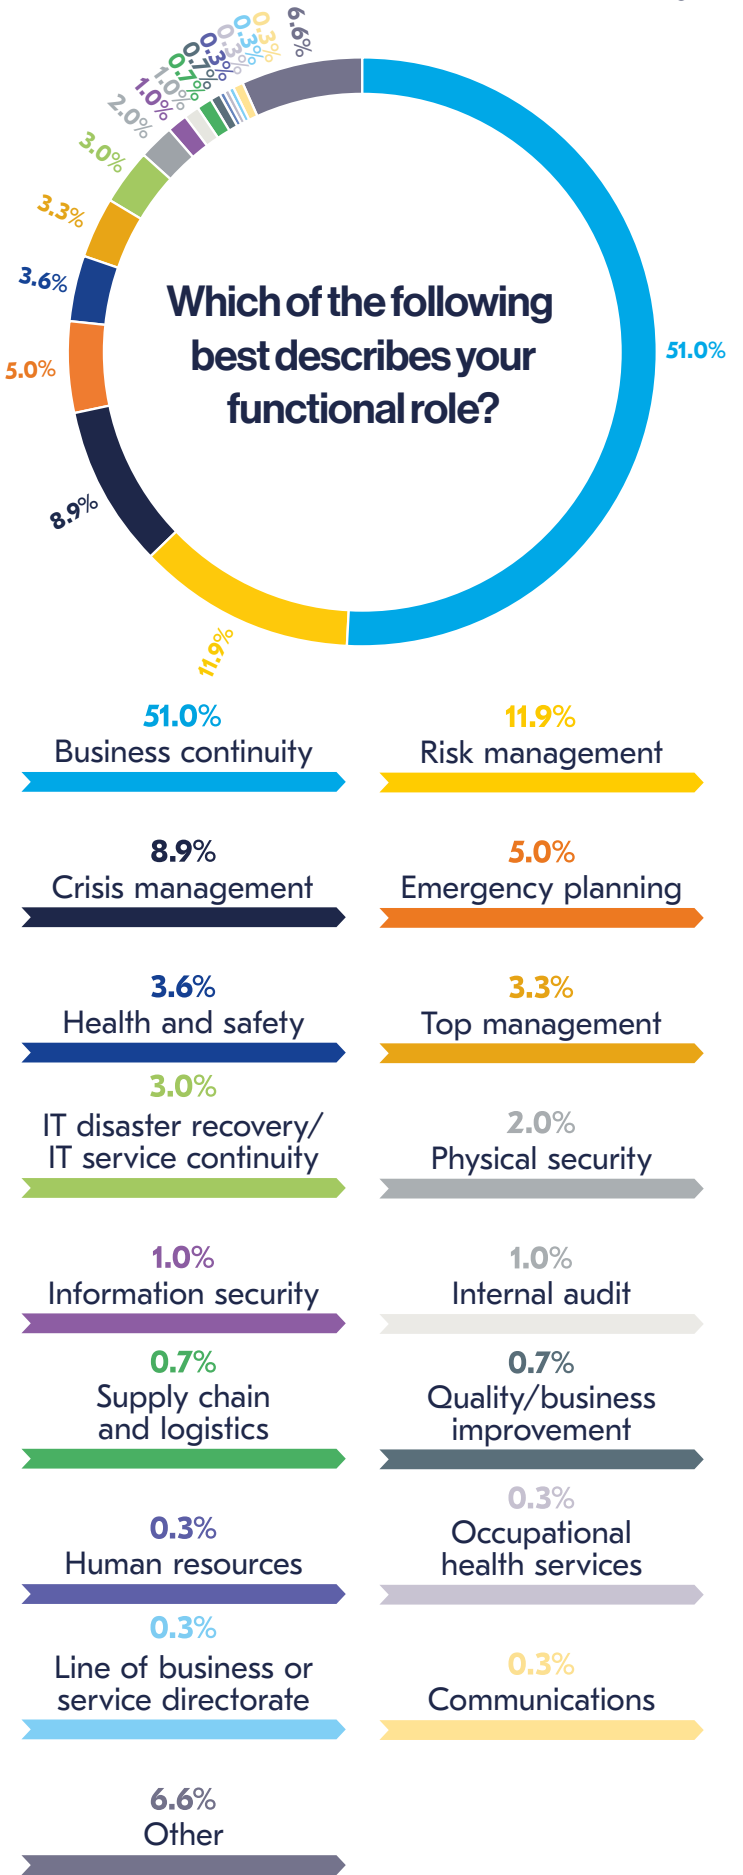 6.6%
0.3%
0.3%
0.3%
0.3%
0.7%
0.7%
1.0%
1.0%
2.0%
3.0%
3.3%
3.6%
5.0%
8.9%
11.9%
51.0%
Which of the following
best describes your
functional role?
51.0%
Business continuity
11.9%
Risk management
8.9%
Crisis management
5.0%
Emergency planning
3.6%
Health and safety
3.3%
Top management
3.0%
IT disaster recovery/
IT service continuity
2.0%
Physical security
1.0%
Information security
1.0%
Internal audit
0.7%
Supply chain
and logistics
0.7%
Quality/business
improvement
0.3%
Human resources
0.3%
Occupational
health services
0.3%
Line of business or
service directorate
0.3%
Communications
6.6%
Other